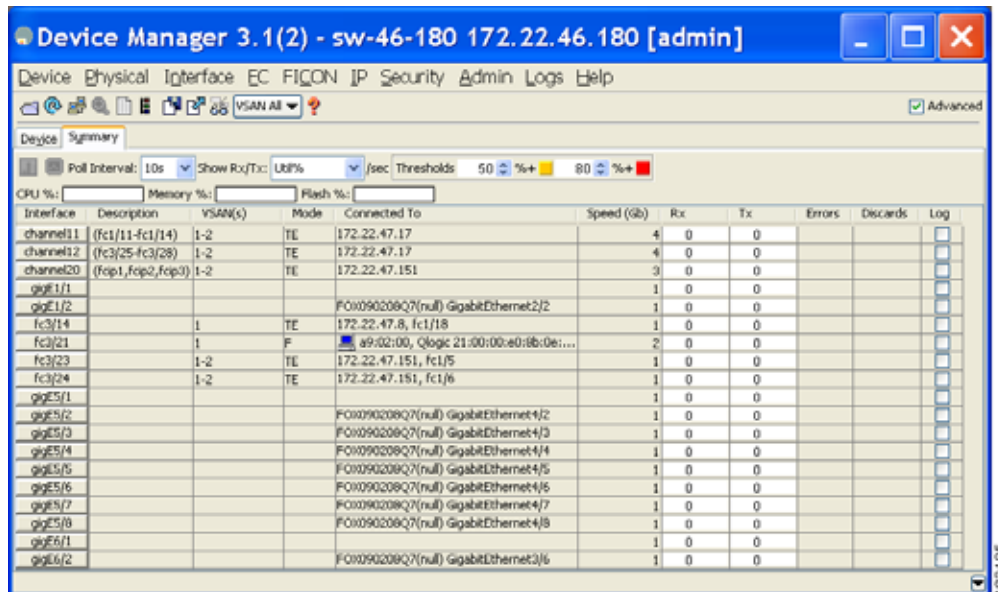 Device Manager 3.1(2) - sw-46-180 172.22.46.180 [admin]
Device Physical Interface FC FICON IP Security Admin Logs Help
VSAN All Advanced
Device Summary
Poll Interval: 10s Show Rx/Tx: Util% /sec Thresholds 50 %+ 80 %+
CPU %: Memory %: Flash %:
Interface Description VSAN(s) Mode Connected To Speed (Gb) Rx Tx Errors Discards Log
channel11 (fc1/11-fc1/14) 1-2 TE 172.22.47.17 4 0 0
channel12 (fc3/25-fc3/28) 1-2 TE 172.22.47.17 4 0 0
channel20 (fcip1,fcip2,fcip3) 1-2 TE 172.22.47.151 3 0 0
gigE1/1 1 0 0
gigE1/2 FOX090208Q7(null) GigabitEthernet2/2 1 0 0
fc3/14 1 TE 172.22.47.8, fc1/18 1 0 0
fc3/21 1 F a9:02:00, Qlogic 21:00:00:e0:8b:0e:... 2 0 0
fc3/23 1-2 TE 172.22.47.151, fc1/5 1 0 0
fc3/24 1-2 TE 172.22.47.151, fc1/6 1 0 0
gigE5/1 1 0 0
gigE5/2 FOX090208Q7(null) GigabitEthernet4/2 1 0 0
gigE5/3 FOX090208Q7(null) GigabitEthernet4/3 1 0 0
gigE5/4 FOX090208Q7(null) GigabitEthernet4/4 1 0 0
gigE5/5 FOX090208Q7(null) GigabitEthernet4/5 1 0 0
gigE5/6 FOX090208Q7(null) GigabitEthernet4/6 1 0 0
gigE5/7 FOX090208Q7(null) GigabitEthernet4/7 1 0 0
gigE5/8 FOX090208Q7(null) GigabitEthernet4/8 1 0 0
gigE6/1 1 0 0
gigE6/2 FOX090208Q7(null) GigabitEthernet3/6 1 0 0